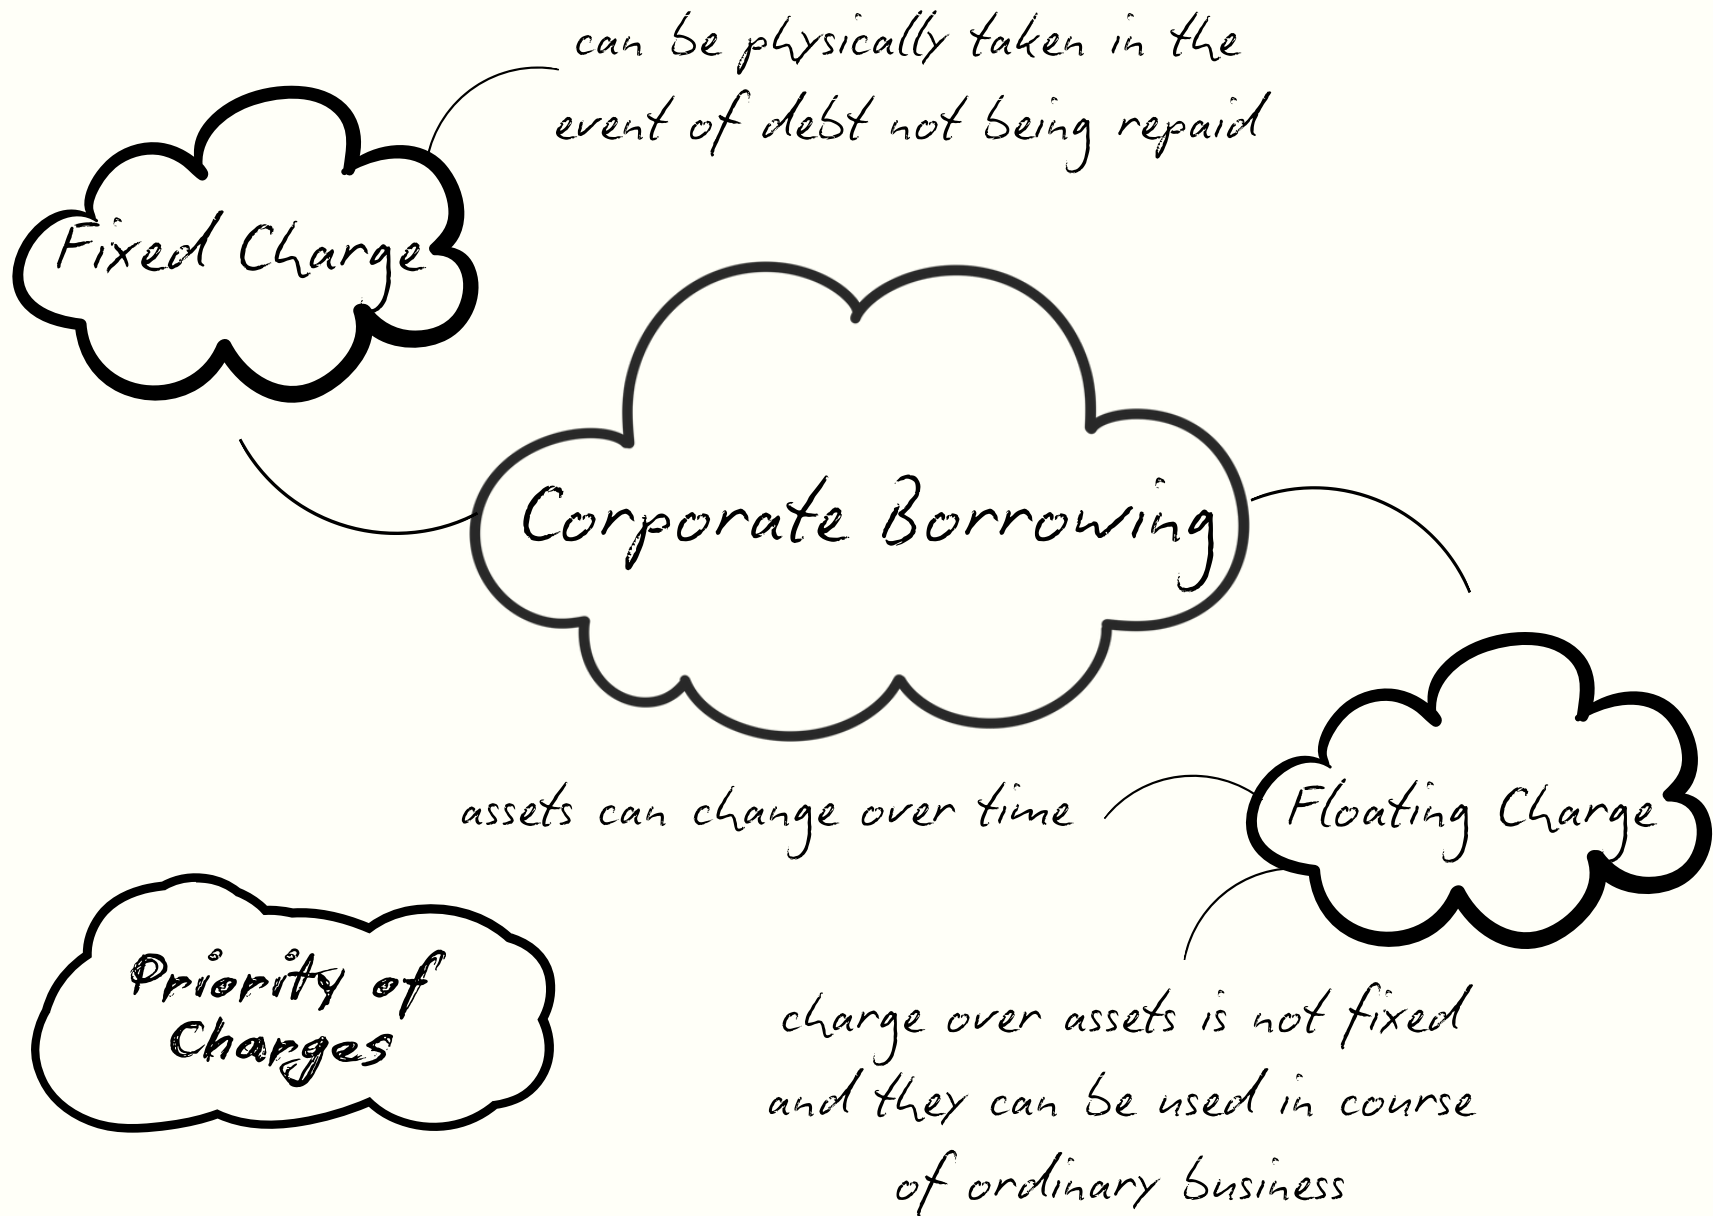 can be physically taken in the
event of debt not being repaid
Fixed Charge
Corporate Borrowing
assets can change over time
Floating Charge
Priority of
Charges
charge over assets is not fixed
and they can be used in course
of ordinary business